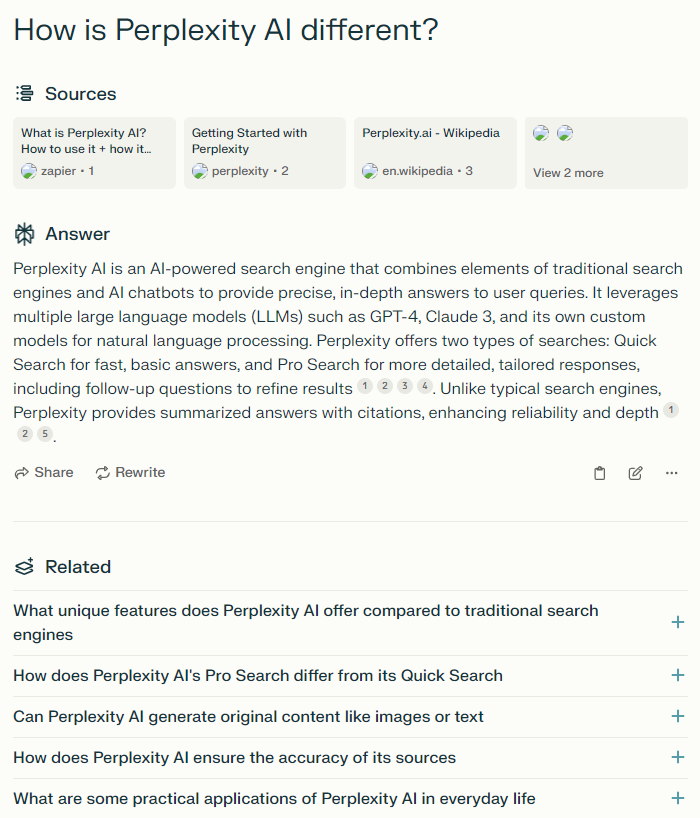 How is Perplexity AI different?
Sources
What is Perplexity AI?
How to use it + how it...
zapier • 1
Getting Started with
Perplexity
perplexity • 2
Perplexity.ai - Wikipedia
en.wikipedia • 3
View 2 more
Answer
Perplexity AI is an AI-powered search engine that combines elements of traditional search
engines and AI chatbots to provide precise, in-depth answers to user queries. It leverages
multiple large language models (LLMs) such as GPT-4, Claude 3, and its own custom
models for natural language processing. Perplexity offers two types of searches: Quick
Search for fast, basic answers, and Pro Search for more detailed, tailored responses,
including follow-up questions to refine results 1 2 3 4. Unlike typical search engines,
Perplexity provides summarized answers with citations, enhancing reliability and depth 1
2 5.
Share Rewrite
Related
What unique features does Perplexity AI offer compared to traditional search
engines
How does Perplexity AI's Pro Search differ from its Quick Search
Can Perplexity AI generate original content like images or text
How does Perplexity AI ensure the accuracy of its sources
What are some practical applications of Perplexity AI in everyday life